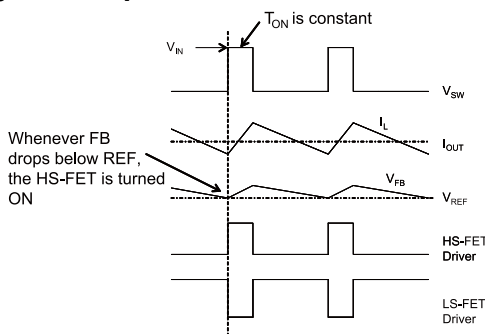 T_ON is constant
V_IN
V_SW
I_L
I_OUT
Whenever FB
drops below REF,
the HS-FET is turned
ON
V_FB
V_REF
HS-FET
Driver
LS-FET
Driver